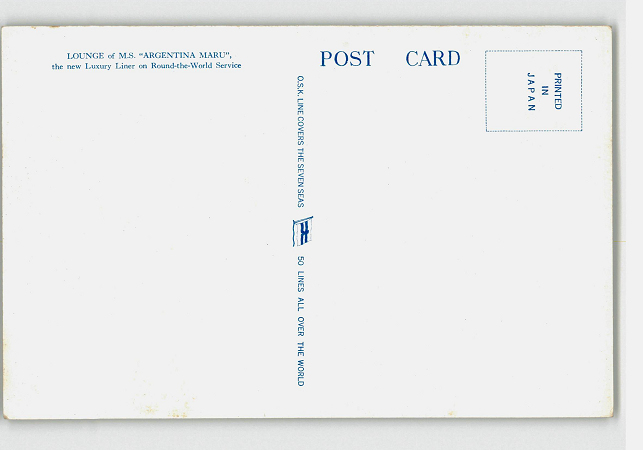 LOUNGE of M.S. "ARGENTINA MARU",
the new Luxury Liner on Round-the-World Service
POST CARD
PRINTED
IN
JAPAN
O.S.K. LINE COVERS THE SEVEN SEAS
50 LINES ALL OVER THE WORLD